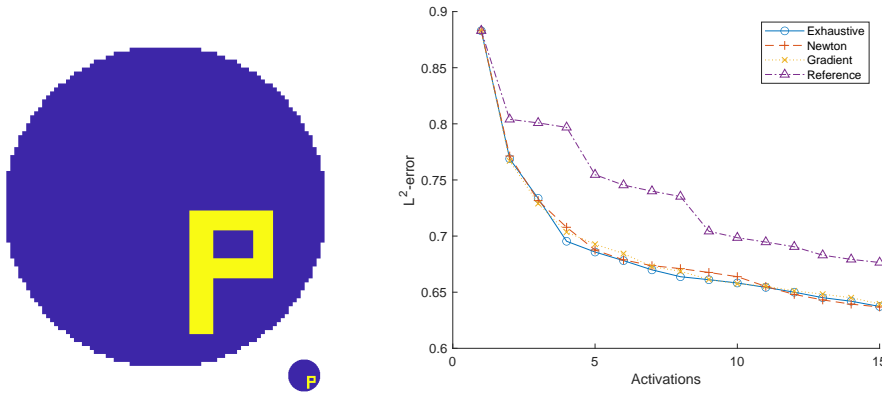 P
P
0.9
0.85
0.8
0.75
0.7
0.65
0.6
L²-error
0
5
10
15
Activations
Exhaustive
Newton
Gradient
Reference